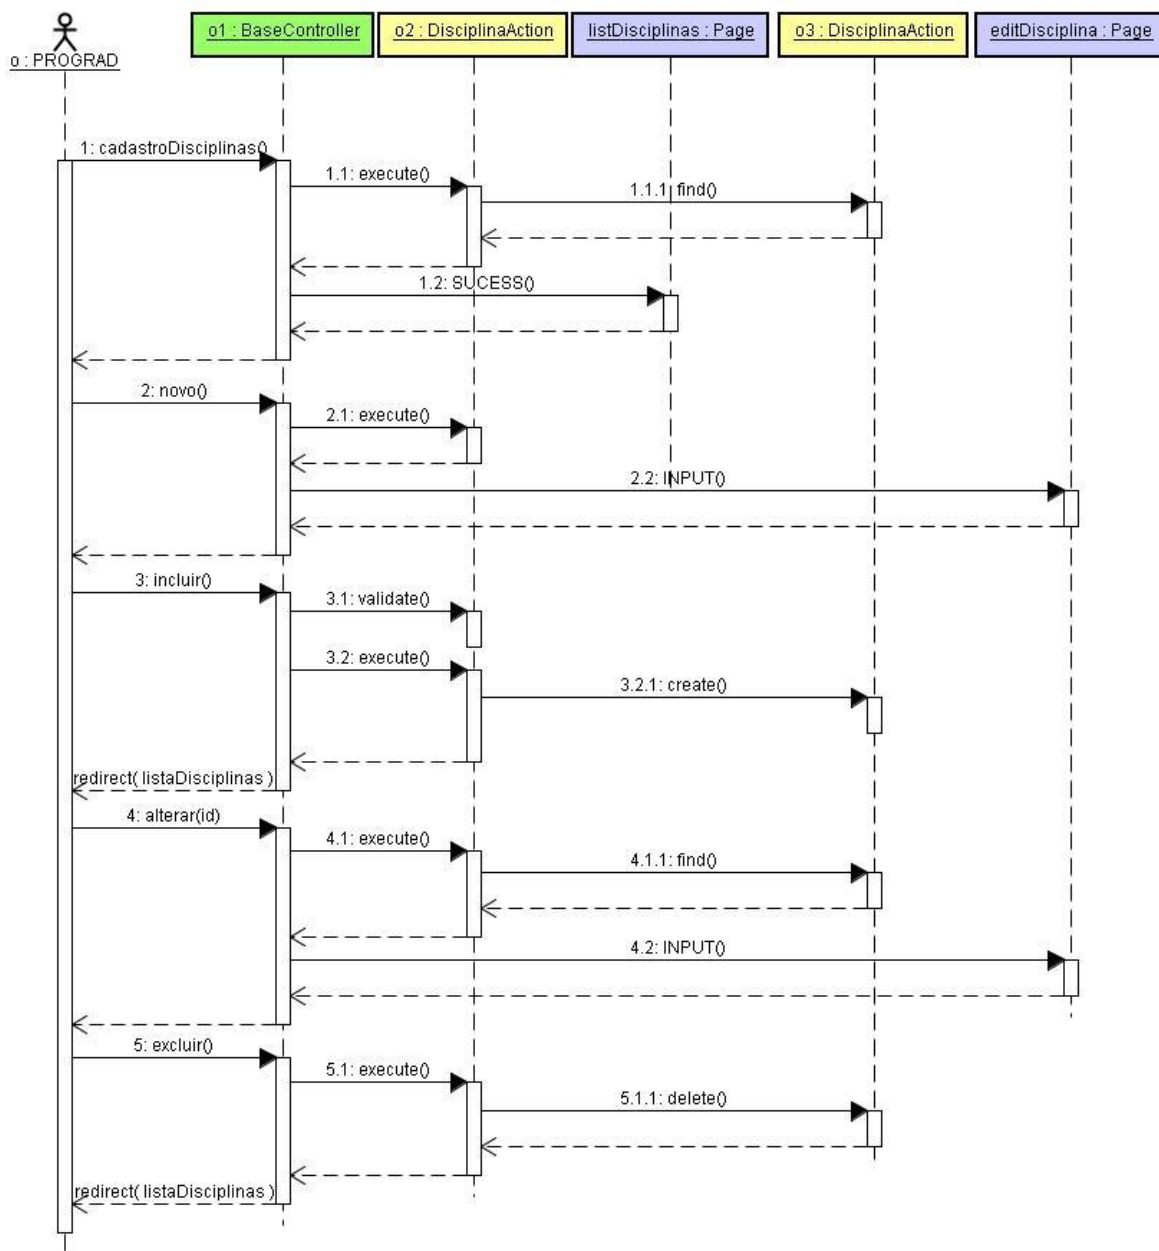 o : PROGRAD
o1 : BaseController
o2 : DisciplinaAction
listDisciplinas : Page
o3 : DisciplinaAction
editDisciplina : Page
1: cadastroDisciplinas()
1.1: execute()
1.1.1: find()
1.2: SUCESS()
2: novo()
2.1: execute()
2.2: INPUT()
3: incluir()
3.1: validate()
3.2: execute()
3.2.1: create()
redirect( listaDisciplinas )
4: alterar(id)
4.1: execute()
4.1.1: find()
4.2: INPUT()
5: excluir()
5.1: execute()
5.1.1: delete()
redirect( listaDisciplinas )